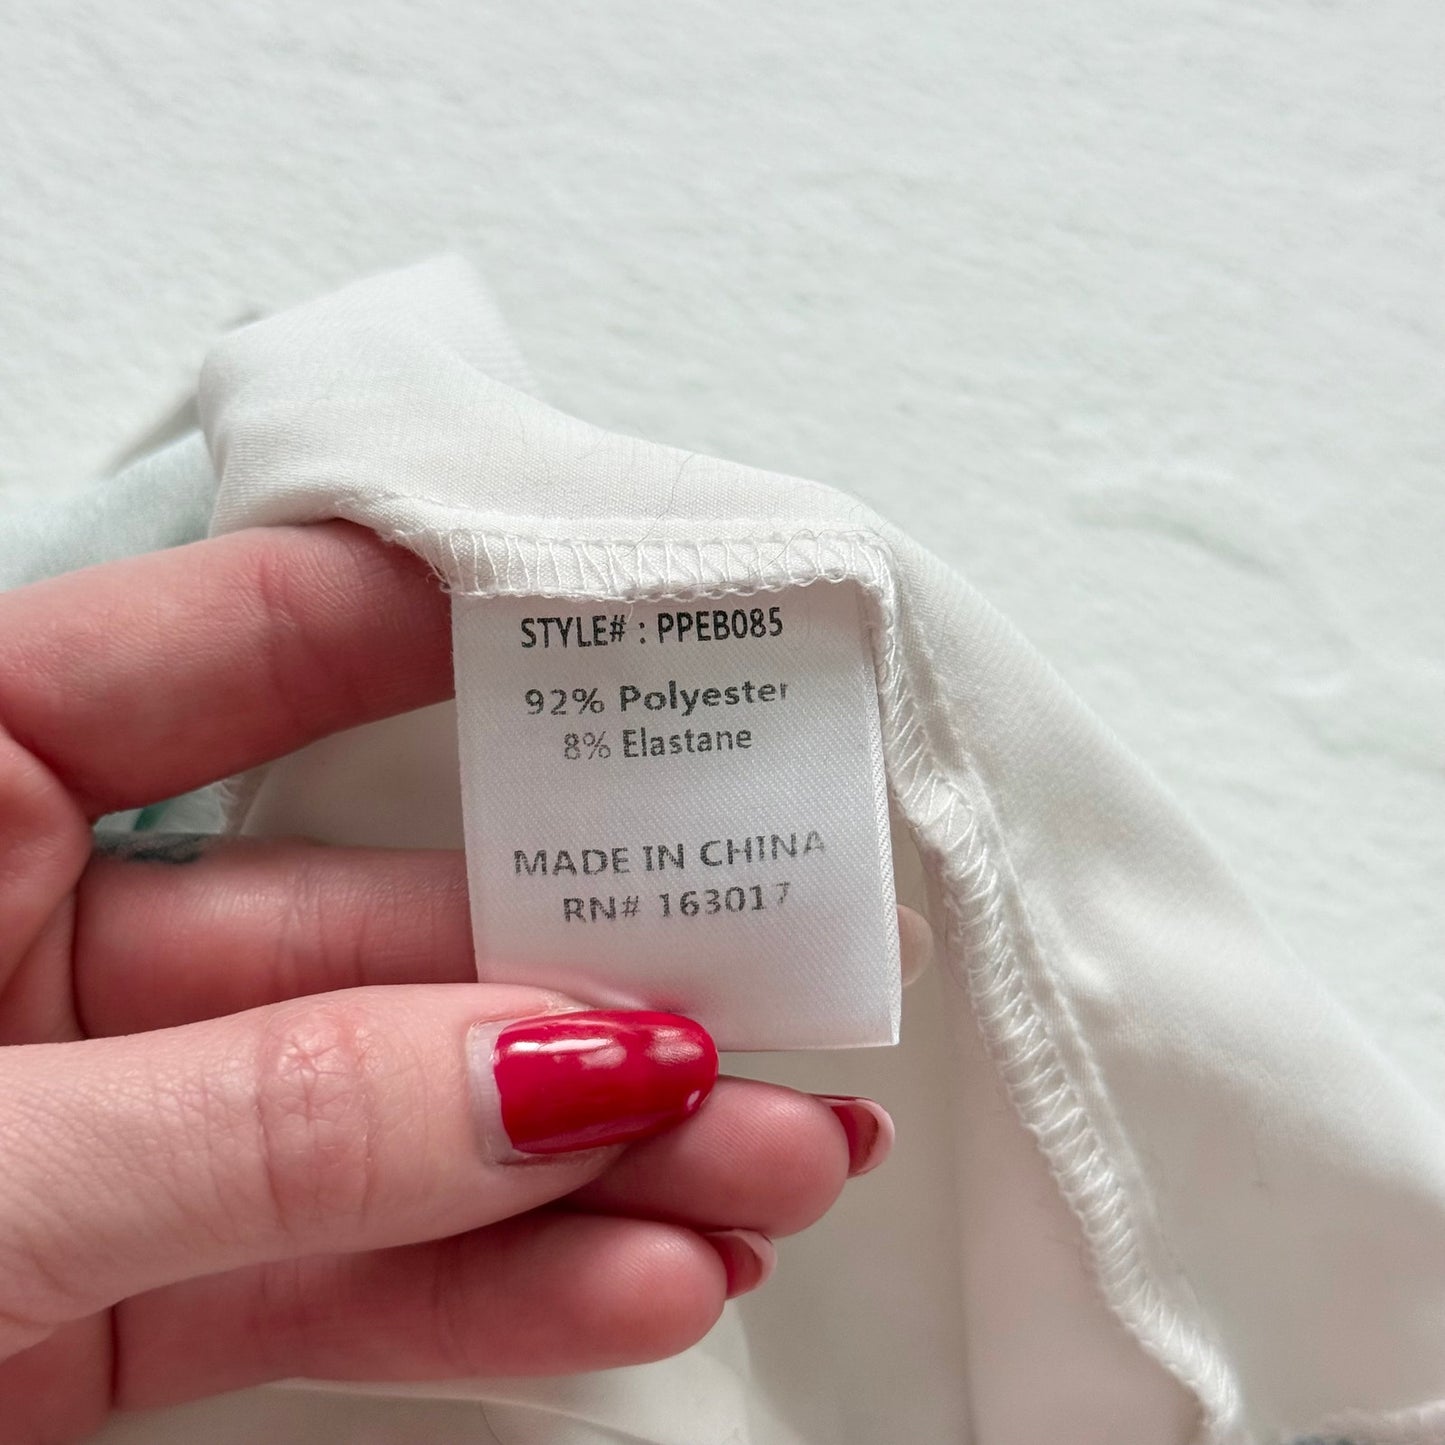 STYLE# : PPEB085
92% Polyester
8% Elastane
MADE IN CHINA
RN# 163017